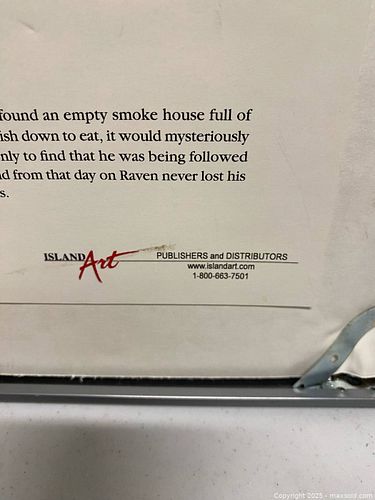 found an empty smoke house full of
fish down to eat, it would mysteriously
nly to find that he was being followed
d from that day on Raven never lost his
s.
ISLAND Art PUBLISHERS and DISTRIBUTORS
www.islandart.com
1-800-663-7501
Copyright 2025 - maxsold.com